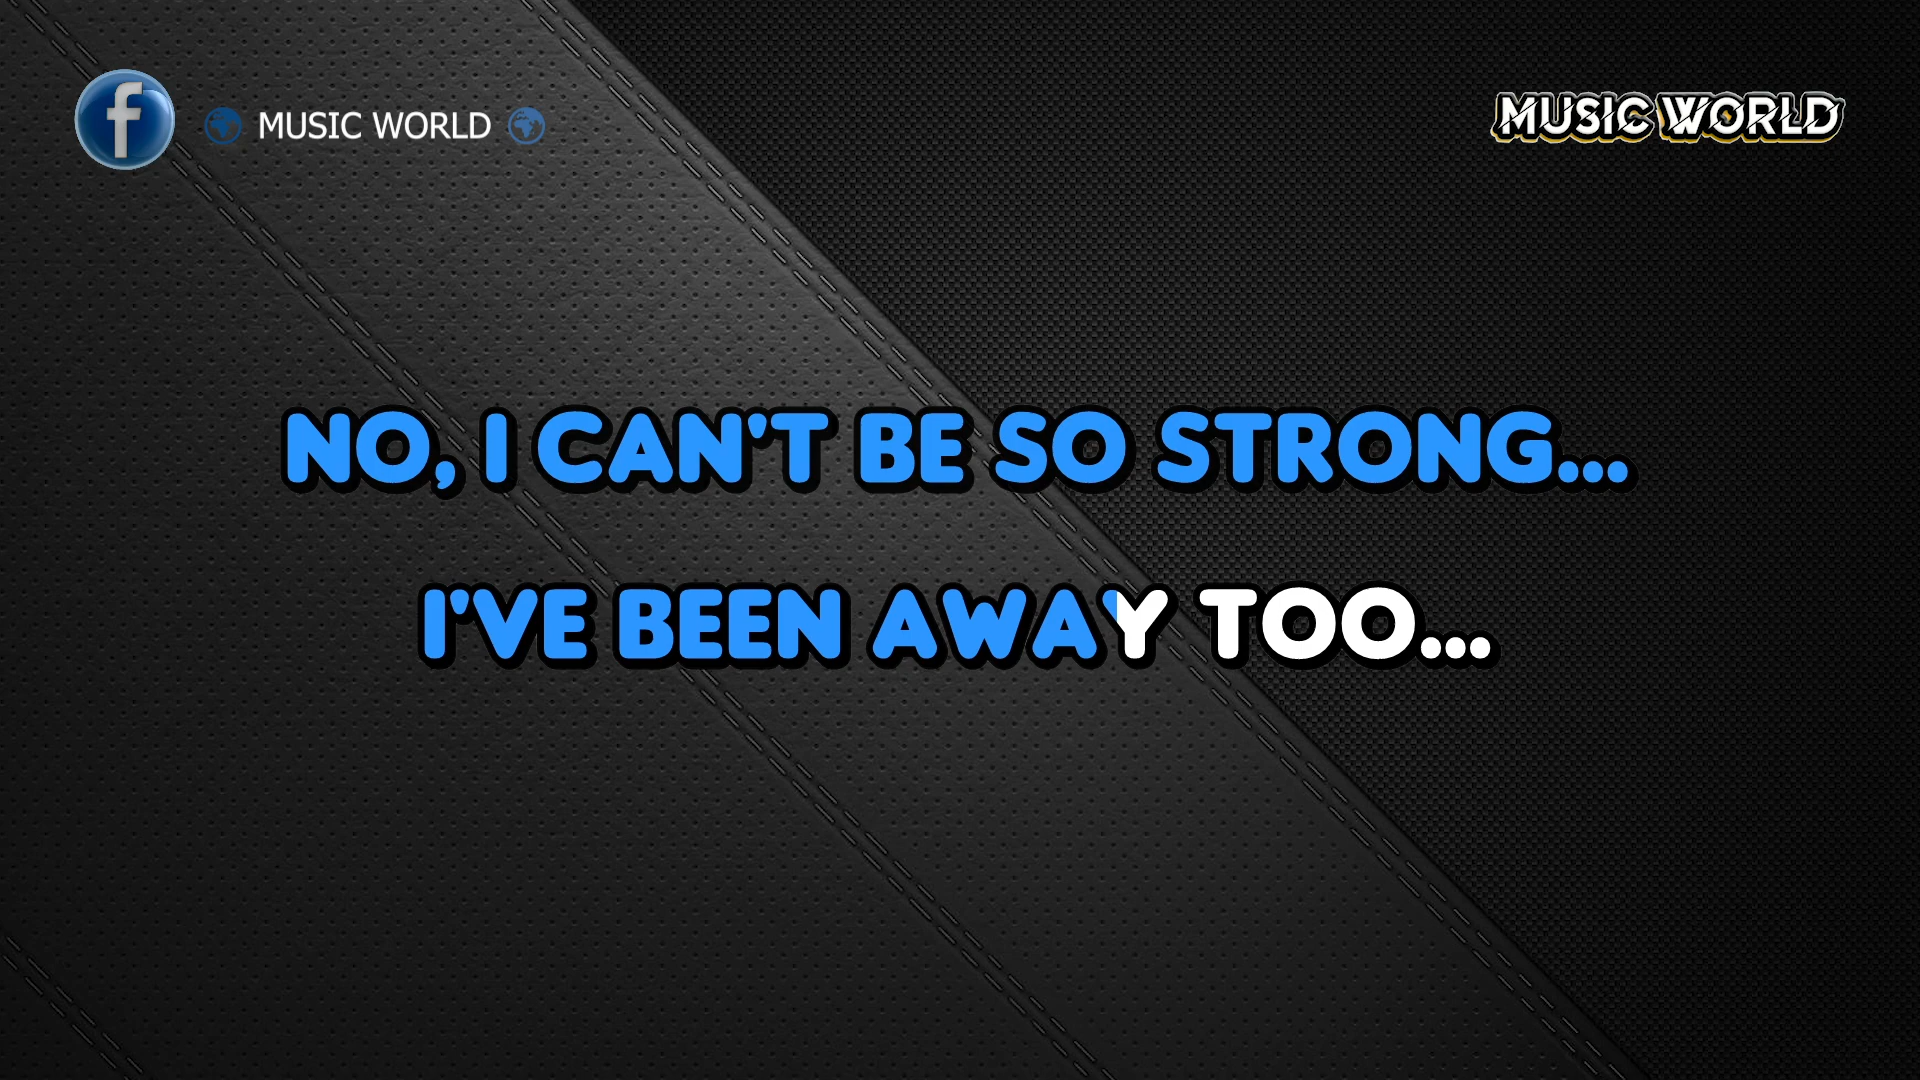 MUSIC WORLD
MUSIC WORLD
NO, I CAN'T BE SO STRONG...
I'VE BEEN AWAY TOO...